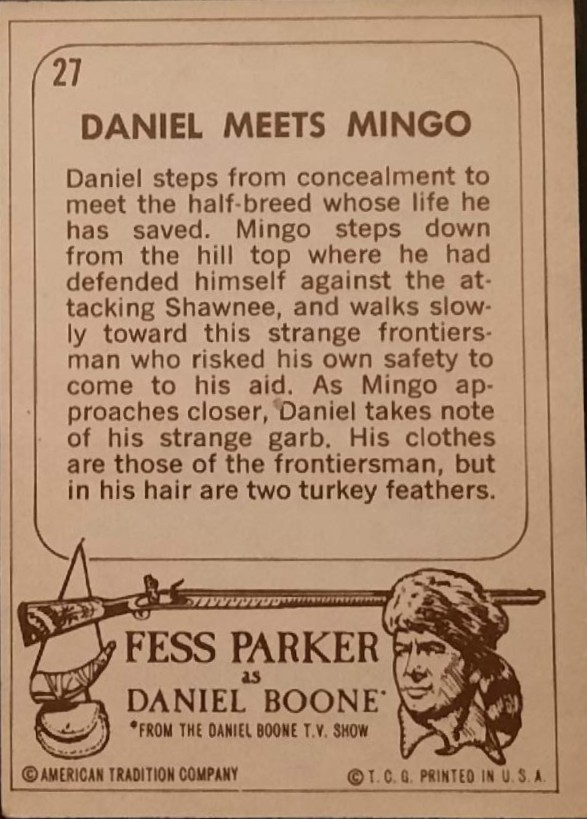 27
DANIEL MEETS MINGO
Daniel steps from concealment to
meet the half-breed whose life he
has saved. Mingo steps down
from the hill top where he had
defended himself against the at-
tacking Shawnee, and walks slow-
ly toward this strange frontiers-
man who risked his own safety to
come to his aid. As Mingo ap-
proaches closer, Daniel takes note
of his strange garb. His clothes
are those of the frontiersman, but
in his hair are two turkey feathers.
FESS PARKER
as
DANIEL BOONE*
*FROM THE DANIEL BOONE T.V. SHOW
© AMERICAN TRADITION COMPANY
© T. C. G. PRINTED IN U. S. A.